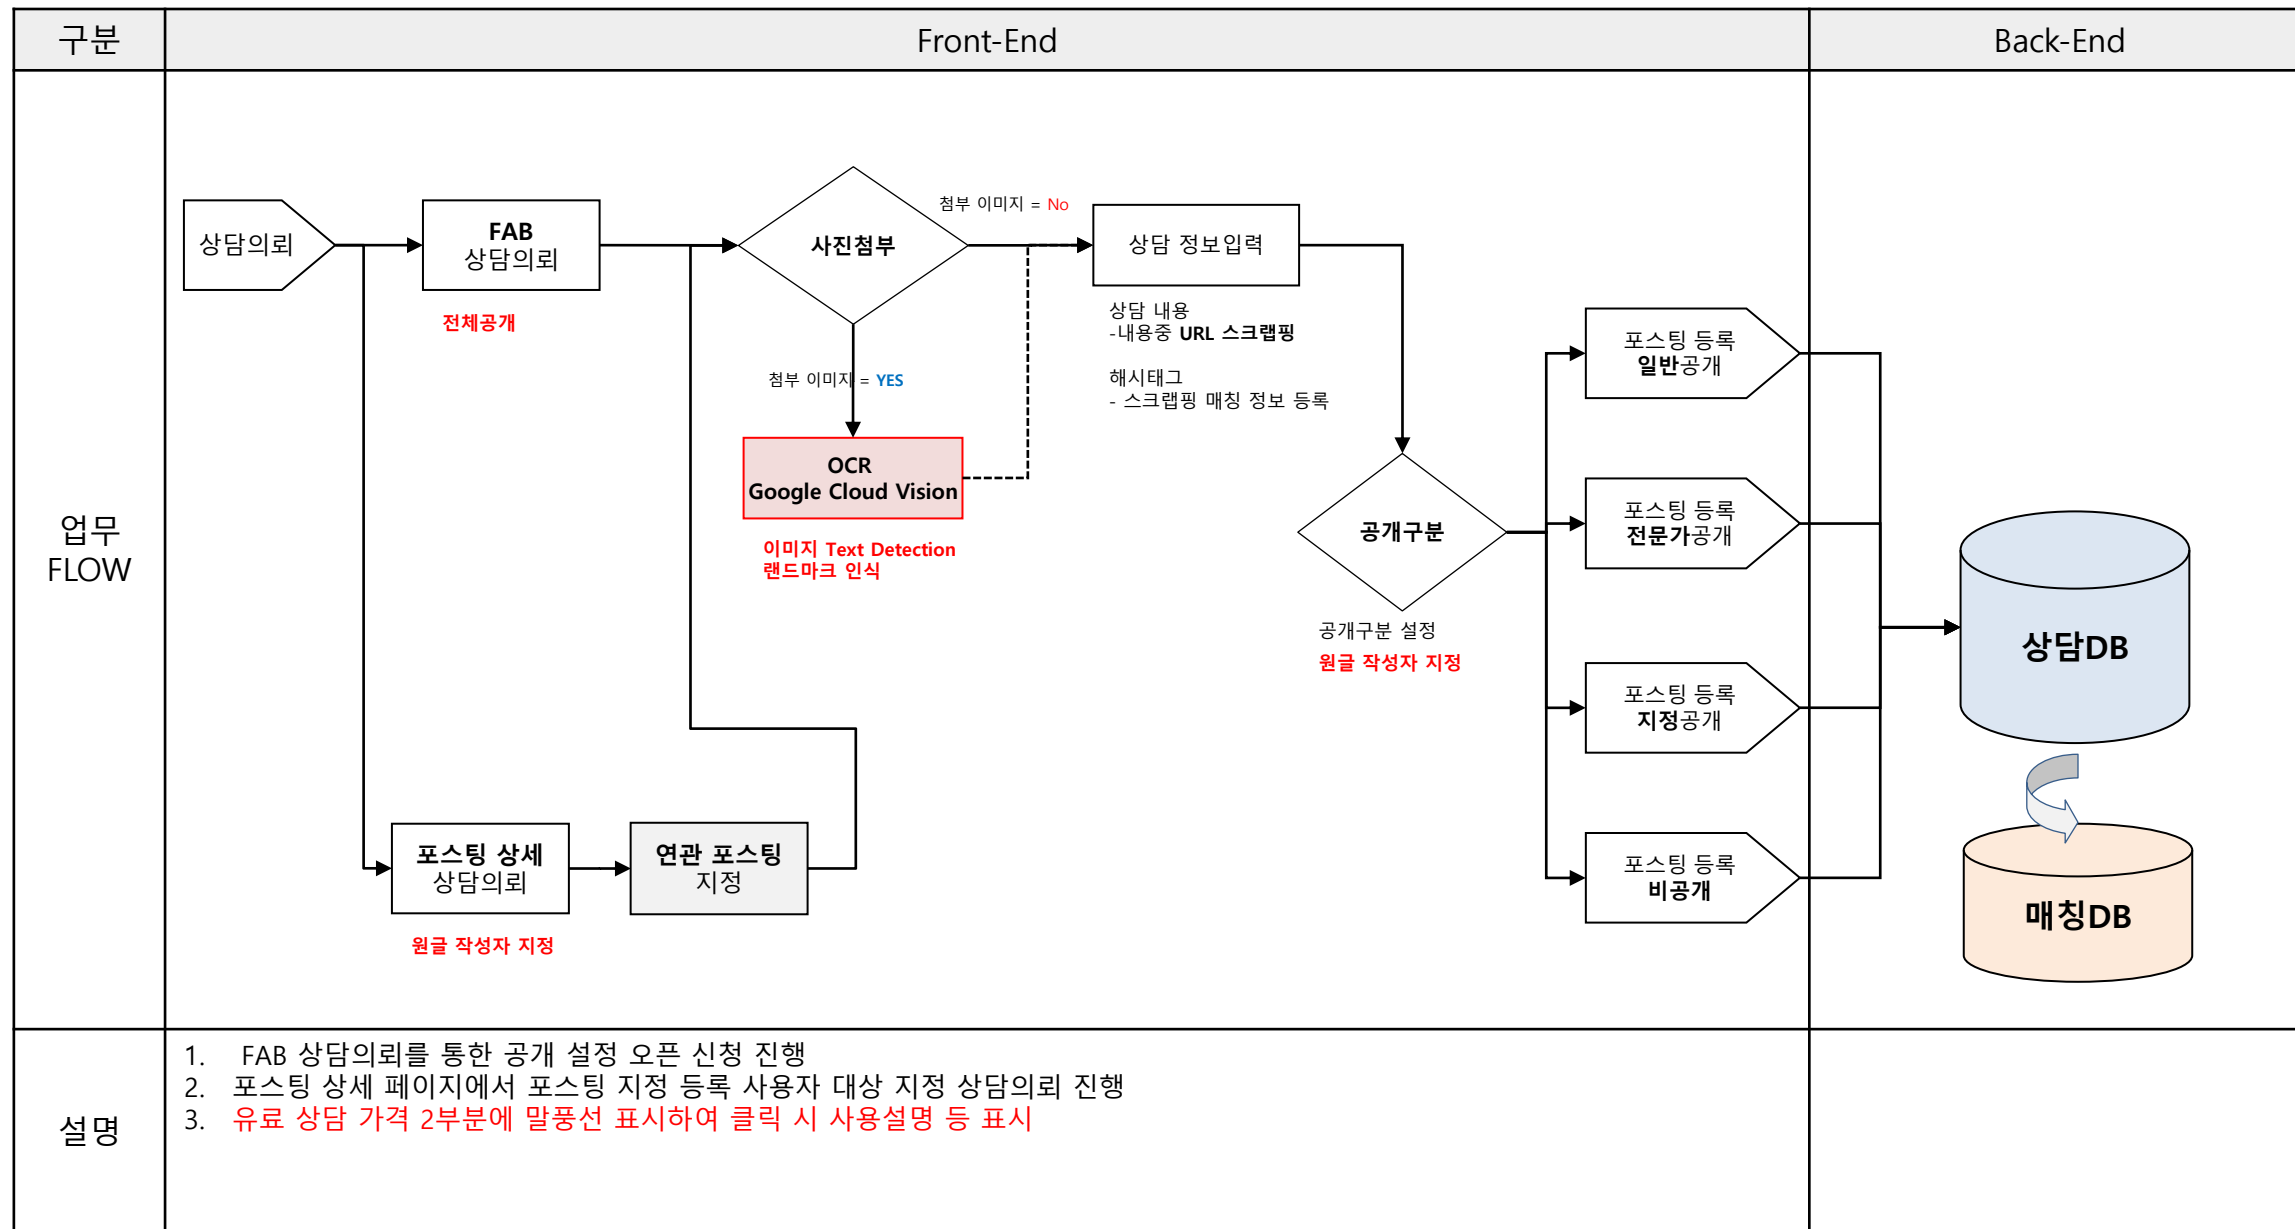 구분
Front-End
Back-End
업무
FLOW
상담의뢰
FAB
상담의뢰
전체공개
사진첨부
첨부 이미지 = No
첨부 이미지 = YES
OCR
Google Cloud Vision
이미지 Text Detection
랜드마크 인식
상담 정보입력
상담 내용
-내용중 URL 스크랩핑
해시태그
- 스크랩핑 매칭 정보 등록
공개구분
공개구분 설정
원글 작성자 지정
포스팅 등록
일반공개
포스팅 등록
전문가공개
포스팅 등록
지정공개
포스팅 등록
비공개
포스팅 상세
상담의뢰
원글 작성자 지정
연관 포스팅
지정
상담DB
매칭DB
설명
1. FAB 상담의뢰를 통한 공개 설정 오픈 신청 진행
2. 포스팅 상세 페이지에서 포스팅 지정 등록 사용자 대상 지정 상담의뢰 진행
3. 유료 상담 가격 2부분에 말풍선 표시하여 클릭 시 사용설명 등 표시